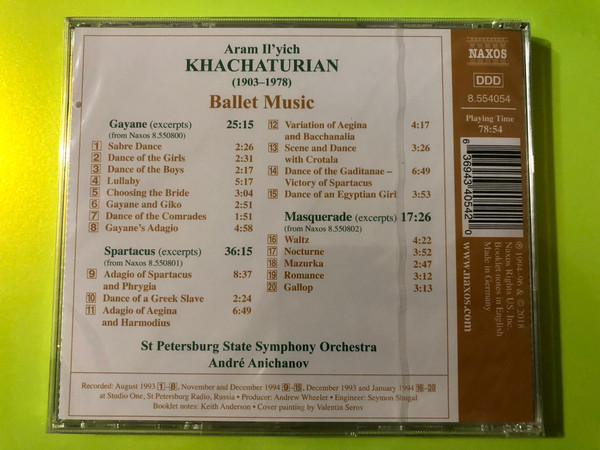 Aram Il'yich
KHACHATURIAN
(1903–1978)
Ballet Music
Gayane (excerpts) 25:15
(from Naxos 8.550800)
1 Sabre Dance 2:26
2 Dance of the Girls 2:31
3 Dance of the Boys 2:17
4 Lullaby 5:17
5 Choosing the Bride 3:04
6 Gayane and Giko 2:51
7 Dance of the Comrades 1:51
8 Gayane's Adagio 4:58
Spartacus (excerpts) 36:15
(from Naxos 8.550801)
9 Adagio of Spartacus
and Phrygia 8:37
10 Dance of a Greek Slave 2:24
11 Adagio of Aegina 6:49
and Harmodius
12 Variation of Aegina 4:17
and Bacchanalia
13 Scene and Dance 3:26
with Crotala
14 Dance of the Gaditanae – 6:49
Victory of Spartacus
15 Dance of an Egyptian Girl 3:53
Masquerade (excerpts) 17:26
(from Naxos 8.550802)
16 Waltz 4:22
17 Nocturne 3:52
18 Mazurka 2:47
19 Romance 3:12
20 Gallop 3:13
St Petersburg State Symphony Orchestra
André Anichanov
Recorded: August 1993 1–8, November and December 1994 9–15, December 1993 and January 1994 16–20
at Studio One, St Petersburg Radio, Russia • Producer: Andrew Wheeler • Engineer: Seymon Shugal
Booklet notes: Keith Anderson • Cover painting by Valentin Serov
NAXOS
DDD
8.554054
Playing Time
78:54
6 36943 40542 0
www.naxos.com
℗ 1994–96 & © 2018
Naxos Rights US, Inc.
Booklet notes in English
Made in Germany